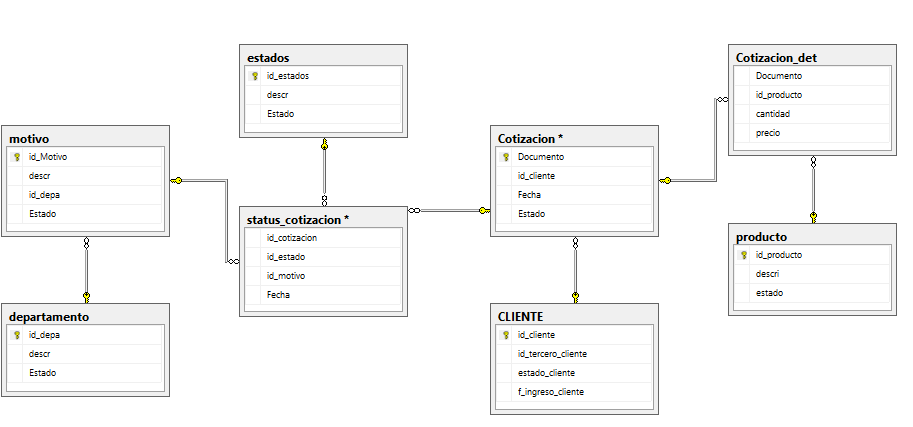 estados
id_estados
descr
Estado
Cotizacion_det
Documento
id_producto
cantidad
precio
motivo
id_Motivo
descr
id_depa
Estado
Cotizacion *
Documento
id_cliente
Fecha
Estado
status_cotizacion *
id_cotizacion
id_estado
id_motivo
Fecha
producto
id_producto
descri
estado
departamento
id_depa
descr
Estado
CLIENTE
id_cliente
id_tercero_cliente
estado_cliente
f_ingreso_cliente